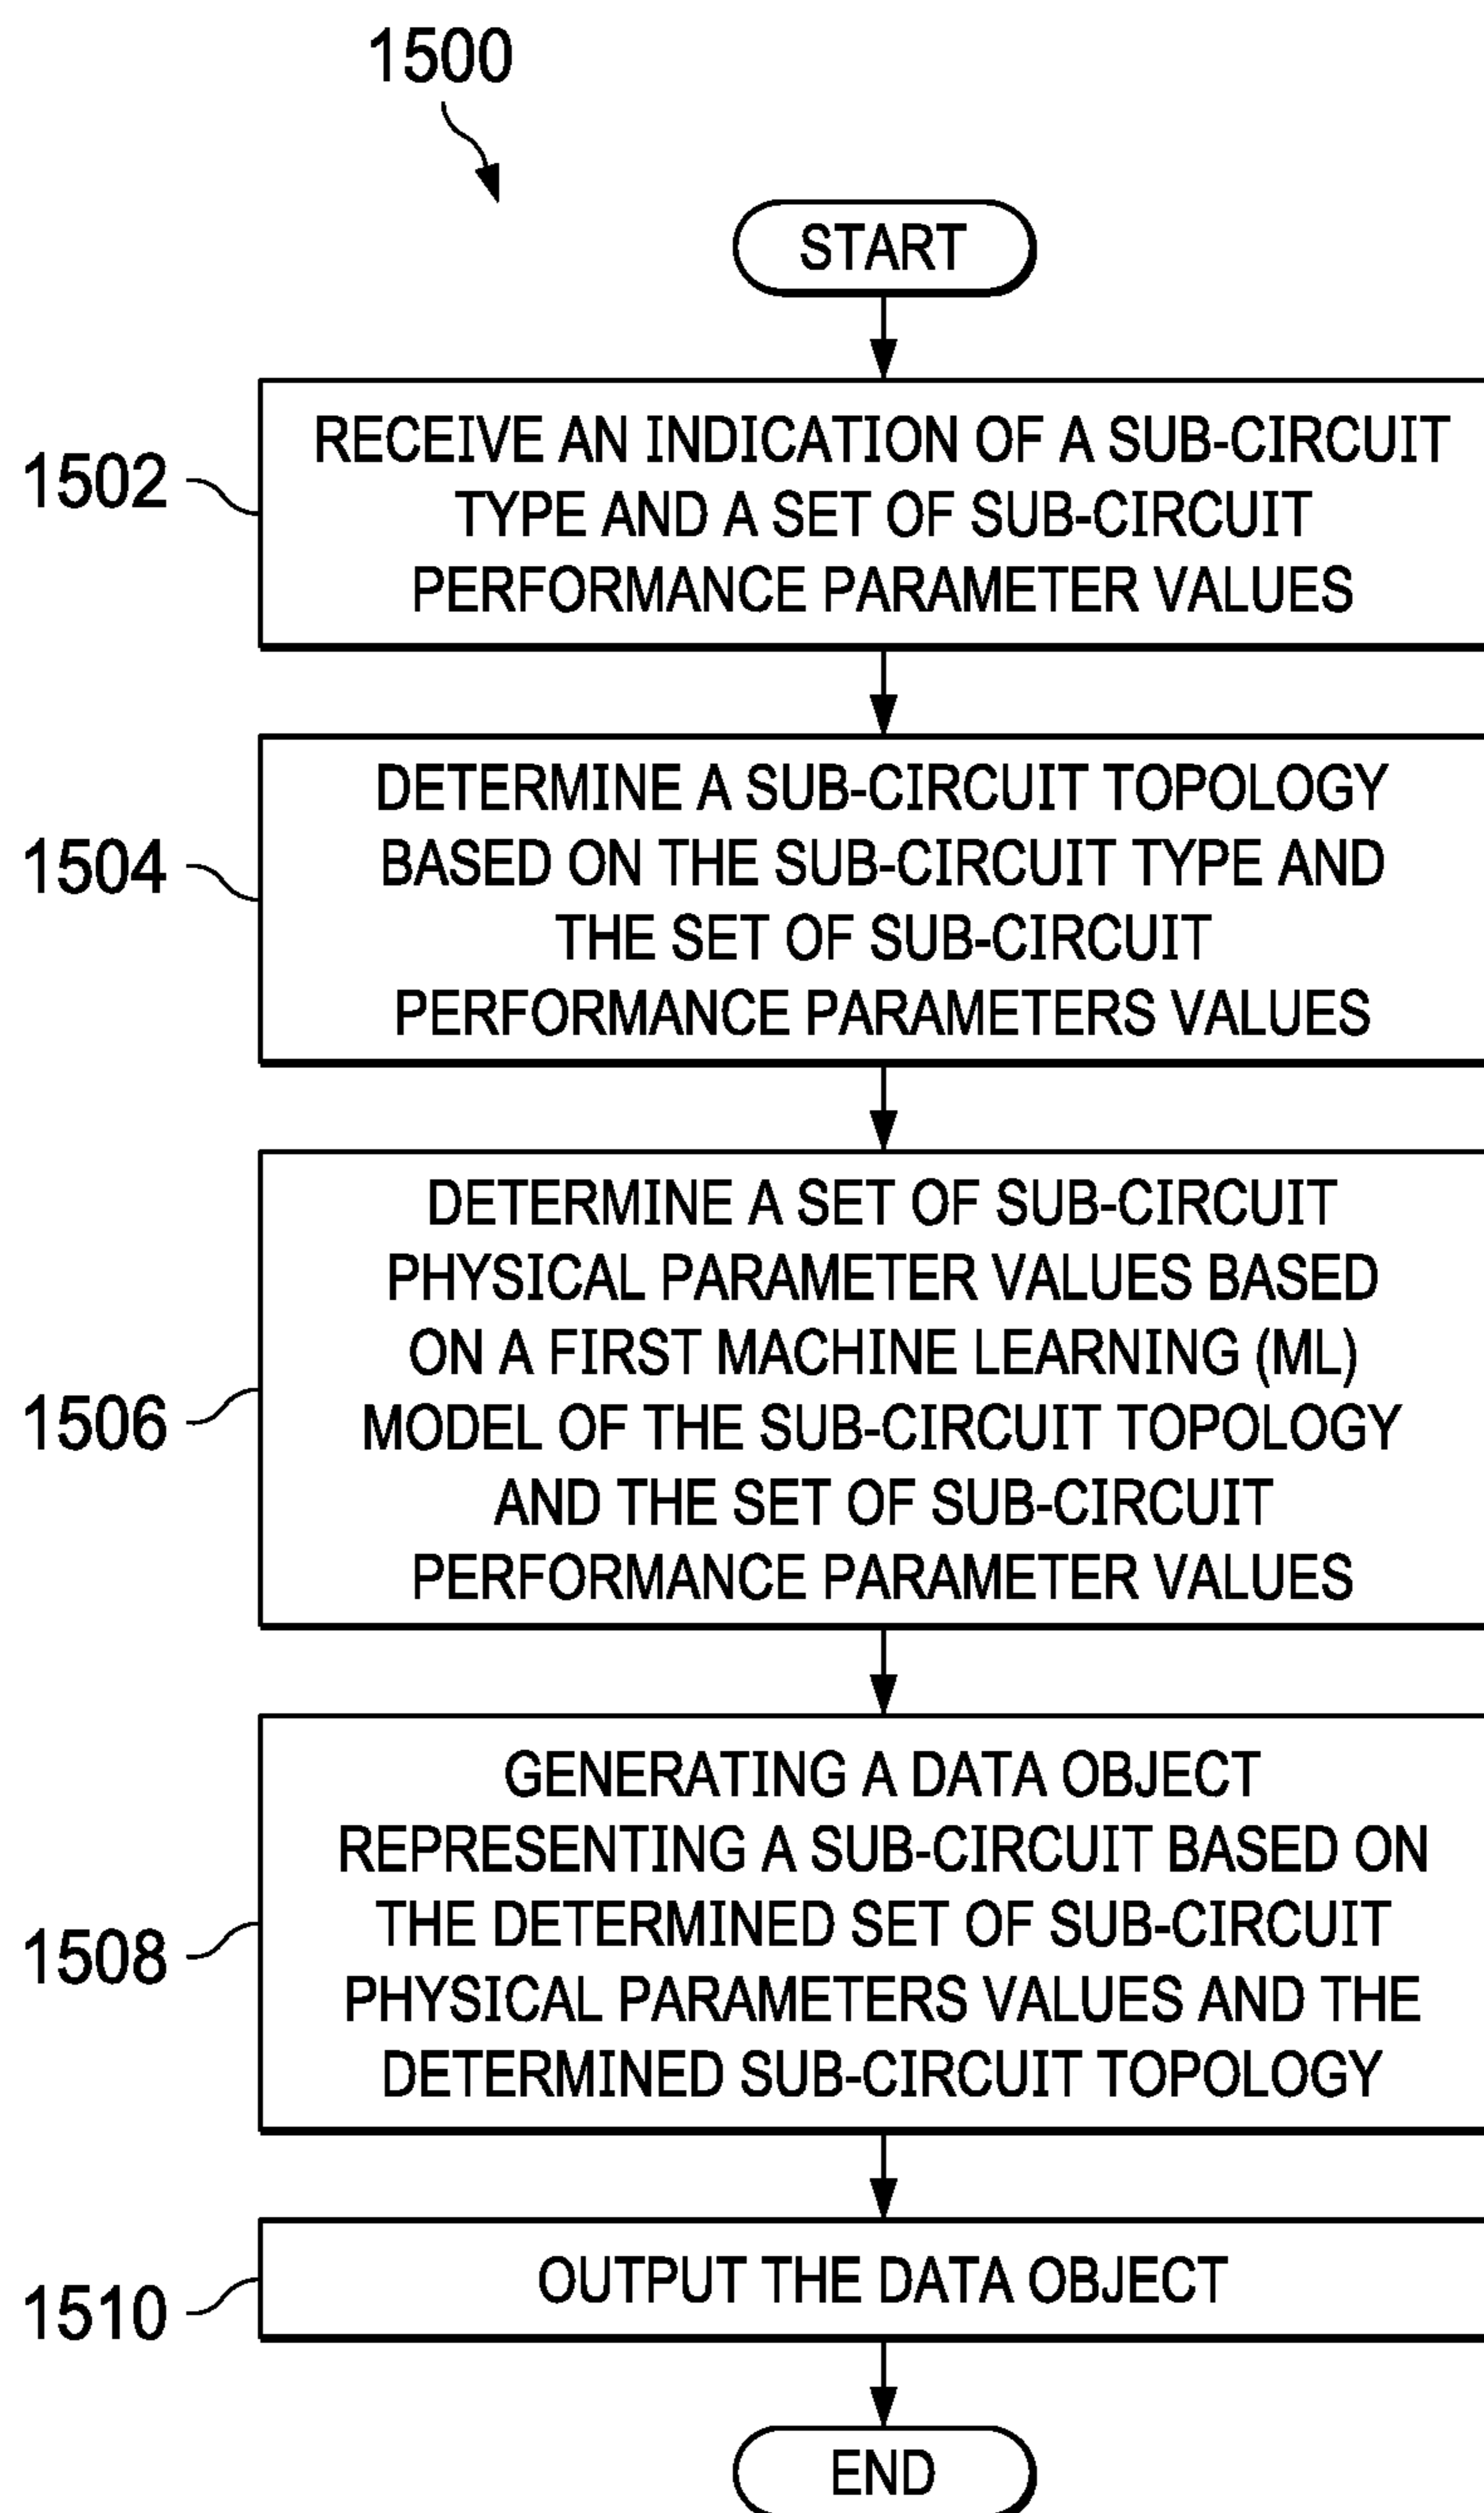 1500
START
1502
RECEIVE AN INDICATION OF A SUB-CIRCUIT
TYPE AND A SET OF SUB-CIRCUIT
PERFORMANCE PARAMETER VALUES
1504
DETERMINE A SUB-CIRCUIT TOPOLOGY
BASED ON THE SUB-CIRCUIT TYPE AND
THE SET OF SUB-CIRCUIT
PERFORMANCE PARAMETERS VALUES
1506
DETERMINE A SET OF SUB-CIRCUIT
PHYSICAL PARAMETER VALUES BASED
ON A FIRST MACHINE LEARNING (ML)
MODEL OF THE SUB-CIRCUIT TOPOLOGY
AND THE SET OF SUB-CIRCUIT
PERFORMANCE PARAMETER VALUES
1508
GENERATING A DATA OBJECT
REPRESENTING A SUB-CIRCUIT BASED ON
THE DETERMINED SET OF SUB-CIRCUIT
PHYSICAL PARAMETERS VALUES AND THE
DETERMINED SUB-CIRCUIT TOPOLOGY
1510
OUTPUT THE DATA OBJECT
END